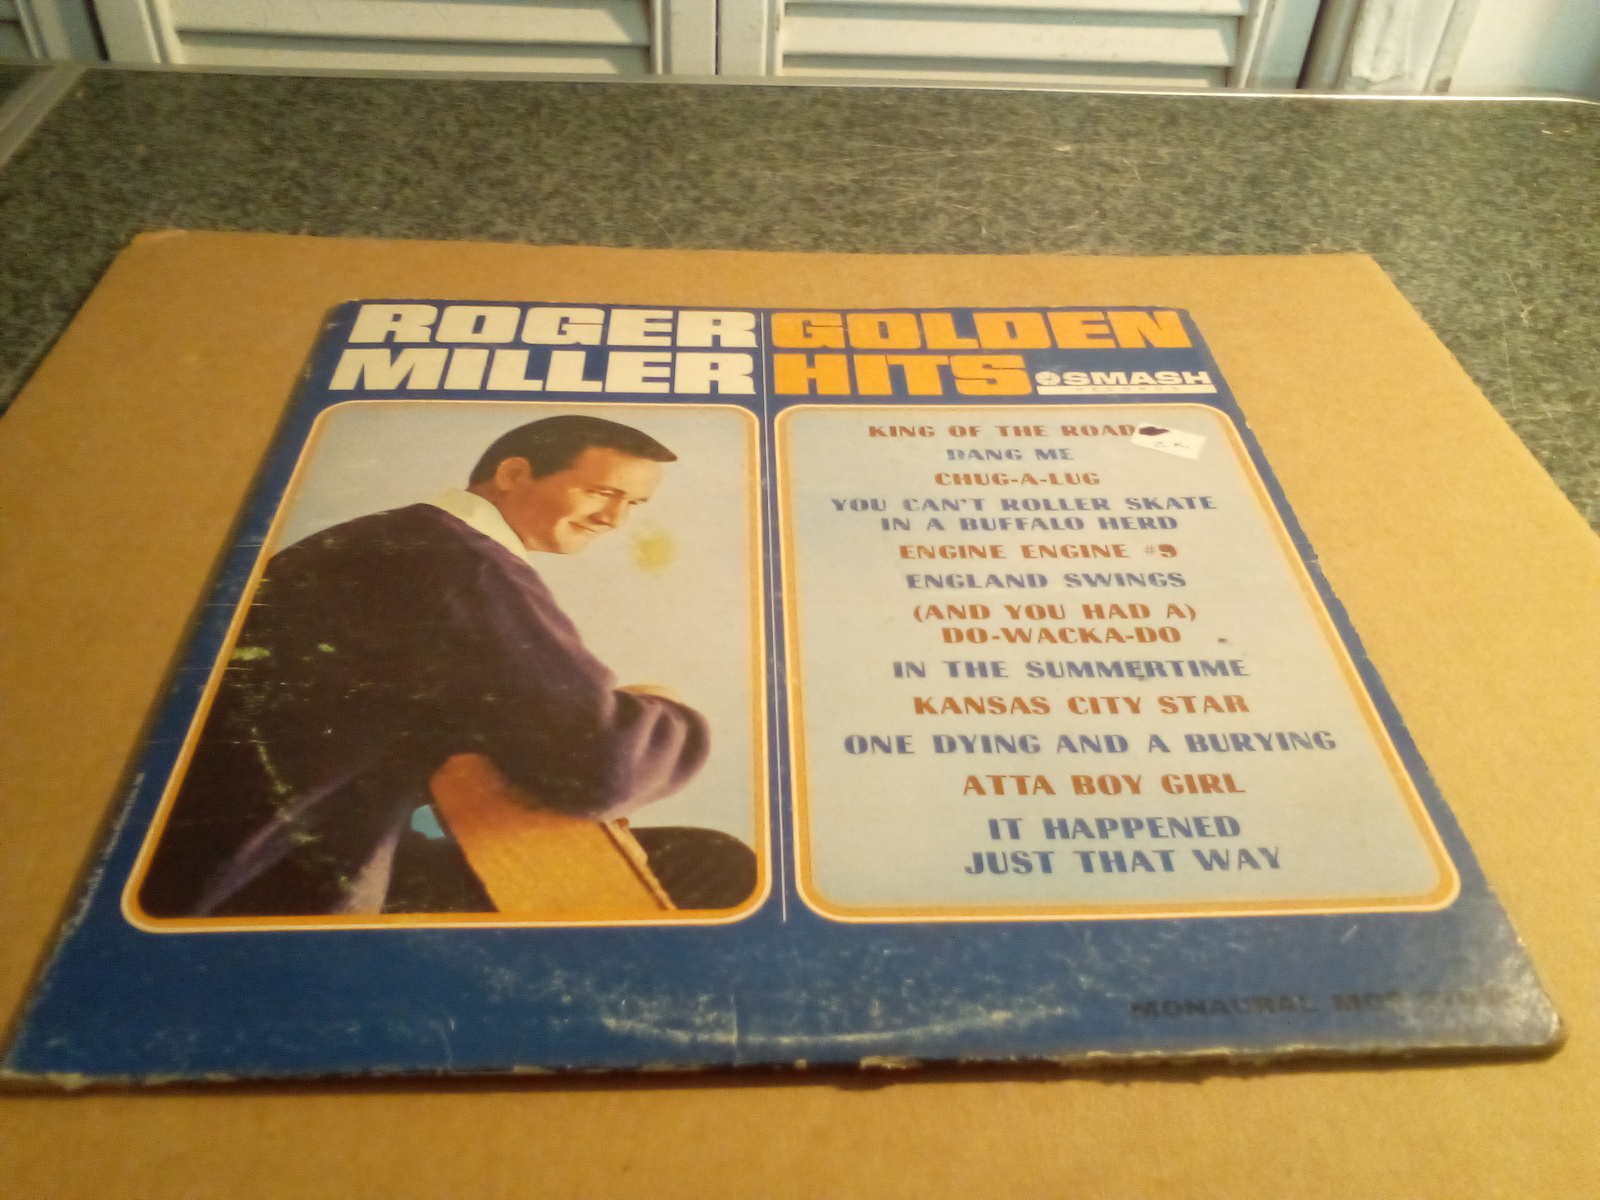 ROGER
MILLER
GOLDEN
HITS
SMASH
RECORDS
KING OF THE ROAD
DANG ME
CHUG-A-LUG
YOU CAN'T ROLLER SKATE
IN A BUFFALO HERD
ENGINE ENGINE #9
ENGLAND SWINGS
(AND YOU HAD A)
DO-WACKA-DO
IN THE SUMMERTIME
KANSAS CITY STAR
ONE DYING AND A BURYING
ATTA BOY GIRL
IT HAPPENED
JUST THAT WAY
MONAURAL